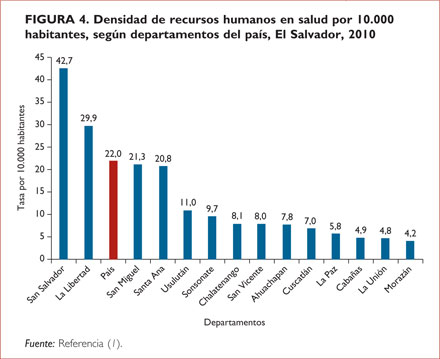 FIGURA 4. Densidad de recursos humanos en salud por 10.000
habitantes, según departamentos del país, El Salvador, 2010
Tasa por 10.000 habitantes
45
40
35
30
25
20
15
10
5
0
42,7
29,9
22,0
21,3
20,8
11,0
9,7
8,1
8,0
7,8
7,0
5,8
4,9
4,8
4,2
San Salvador
La Libertad
País
San Miguel
Santa Ana
Usulután
Sonsonate
Chalatenango
San Vicente
Ahuachapan
Cuscatlán
La Paz
Cabañas
La Unión
Morazán
Departamentos
Fuente: Referencia (1).